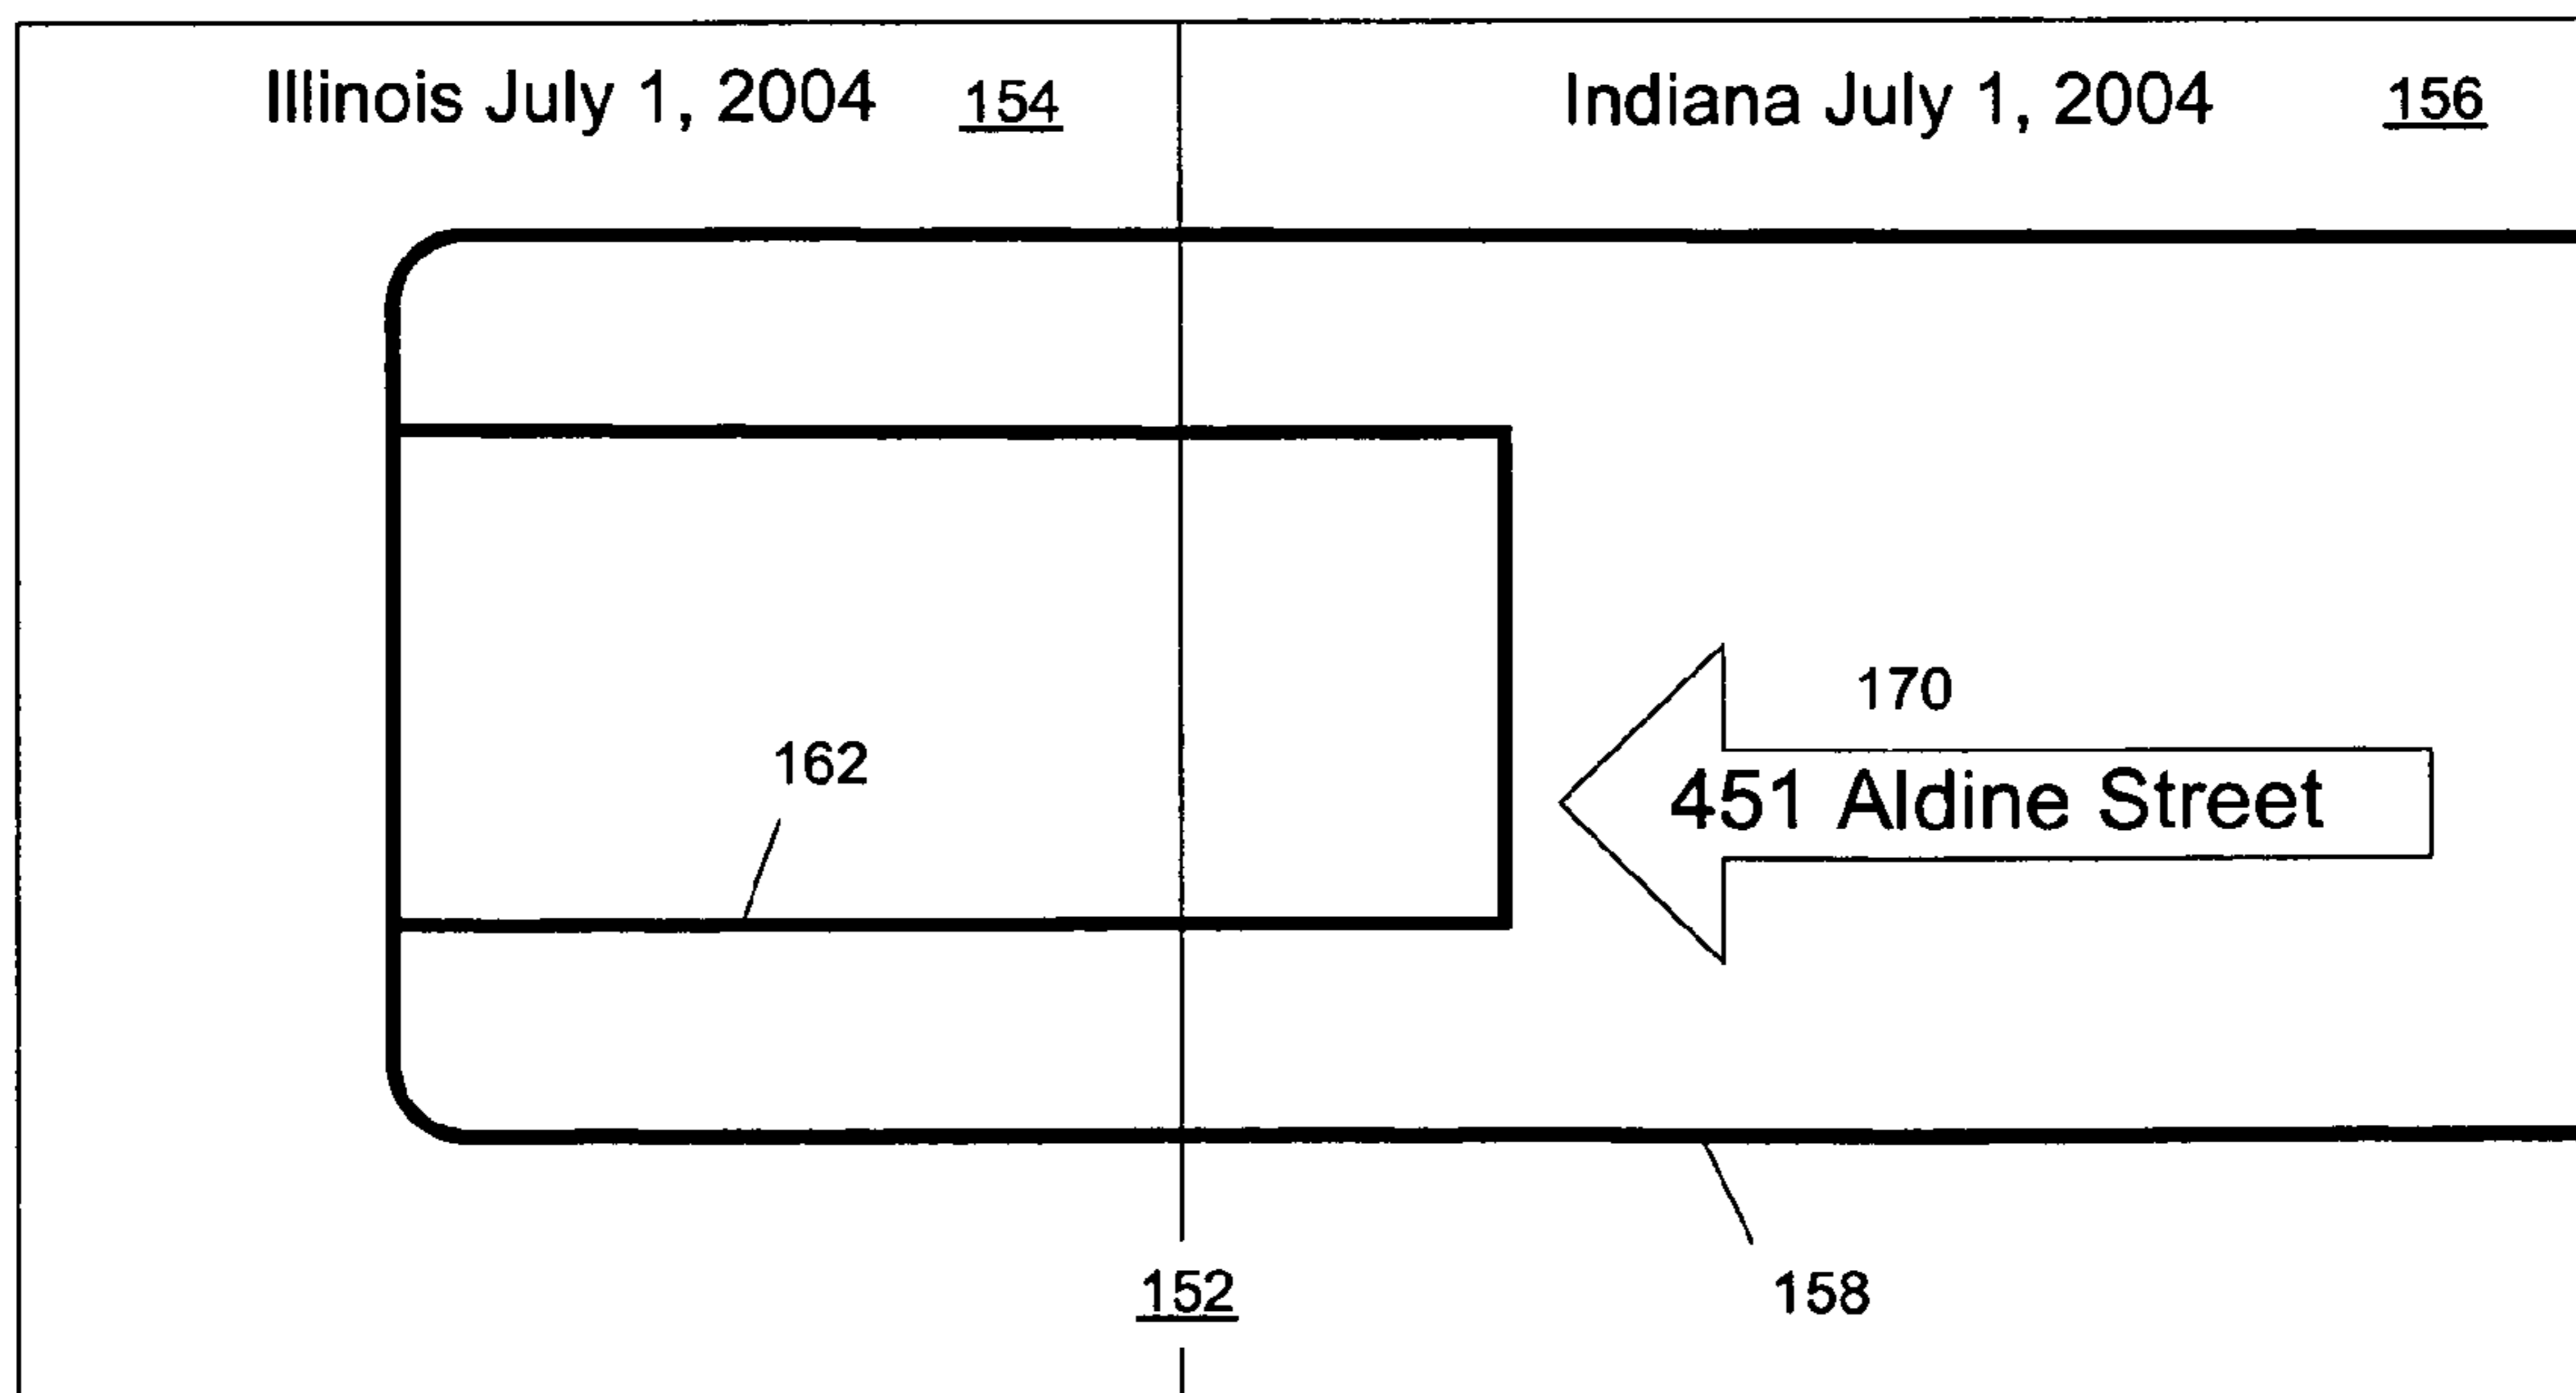 Illinois July 1, 2004 154
Indiana July 1, 2004 156
170
162
451 Aldine Street
152
158